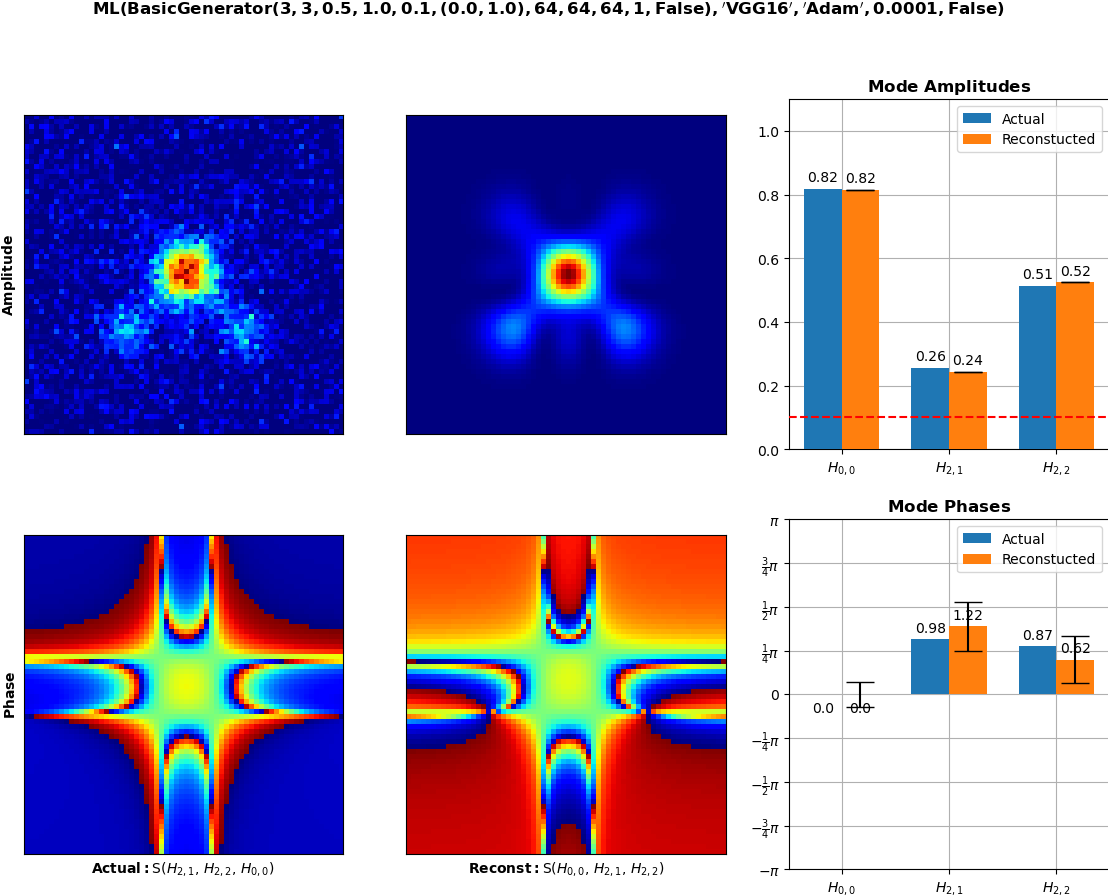 ML(BasicGenerator(3, 3, 0.5, 1.0, 0.1, (0.0, 1.0), 64, 64, 64, 1, False), ′VGG16′, ′Adam′, 0.0001, False)
Amplitude
Mode Amplitudes
Actual
Reconstucted
1.0
0.8
0.6
0.4
0.2
0.0
0.82 0.82
0.26 0.24
0.51 0.52
H0,0 H2,1 H2,2
Phase
Actual: S(H2,1, H2,2, H0,0)
Reconst: S(H0,0, H2,1, H2,2)
Mode Phases
Actual
Reconstucted
π
3/4π
1/2π
1/4π
0
−1/4π
−1/2π
−3/4π
−π
0.0 0.0
0.98 1.22
0.87 0.62
H0,0 H2,1 H2,2